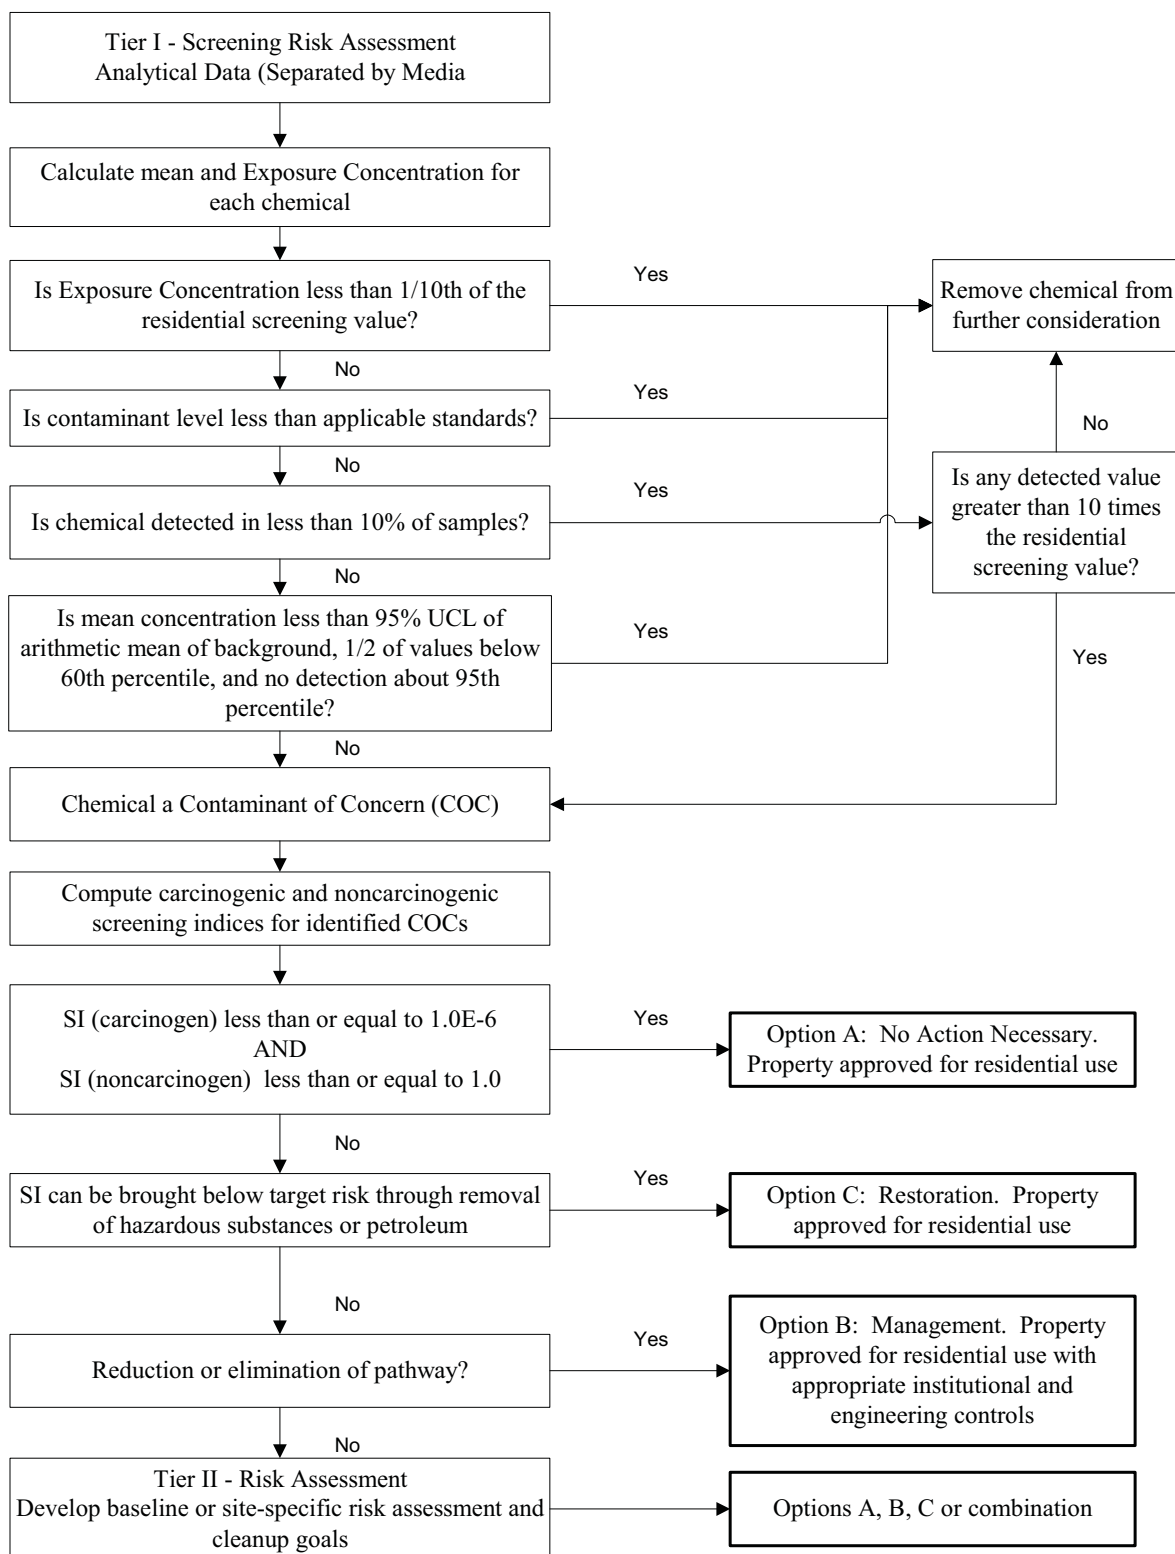 Tier I - Screening Risk Assessment
Analytical Data (Separated by Media
Calculate mean and Exposure Concentration for
each chemical
Is Exposure Concentration less than 1/10th of the
residential screening value?
Yes
Remove chemical from
further consideration
No
Is contaminant level less than applicable standards?
Yes
No
No
Is chemical detected in less than 10% of samples?
Yes
Is any detected value
greater than 10 times
the residential
screening value?
No
Is mean concentration less than 95% UCL of
arithmetic mean of background, 1/2 of values below
60th percentile, and no detection about 95th
percentile?
Yes
Yes
No
Chemical a Contaminant of Concern (COC)
Compute carcinogenic and noncarcinogenic
screening indices for identified COCs
SI (carcinogen) less than or equal to 1.0E-6
AND
SI (noncarcinogen) less than or equal to 1.0
Yes
Option A: No Action Necessary.
Property approved for residential use
No
SI can be brought below target risk through removal
of hazardous substances or petroleum
Yes
Option C: Restoration. Property
approved for residential use
No
Reduction or elimination of pathway?
Yes
Option B: Management. Property
approved for residential use with
appropriate institutional and
engineering controls
No
Tier II - Risk Assessment
Develop baseline or site-specific risk assessment and
cleanup goals
Options A, B, C or combination